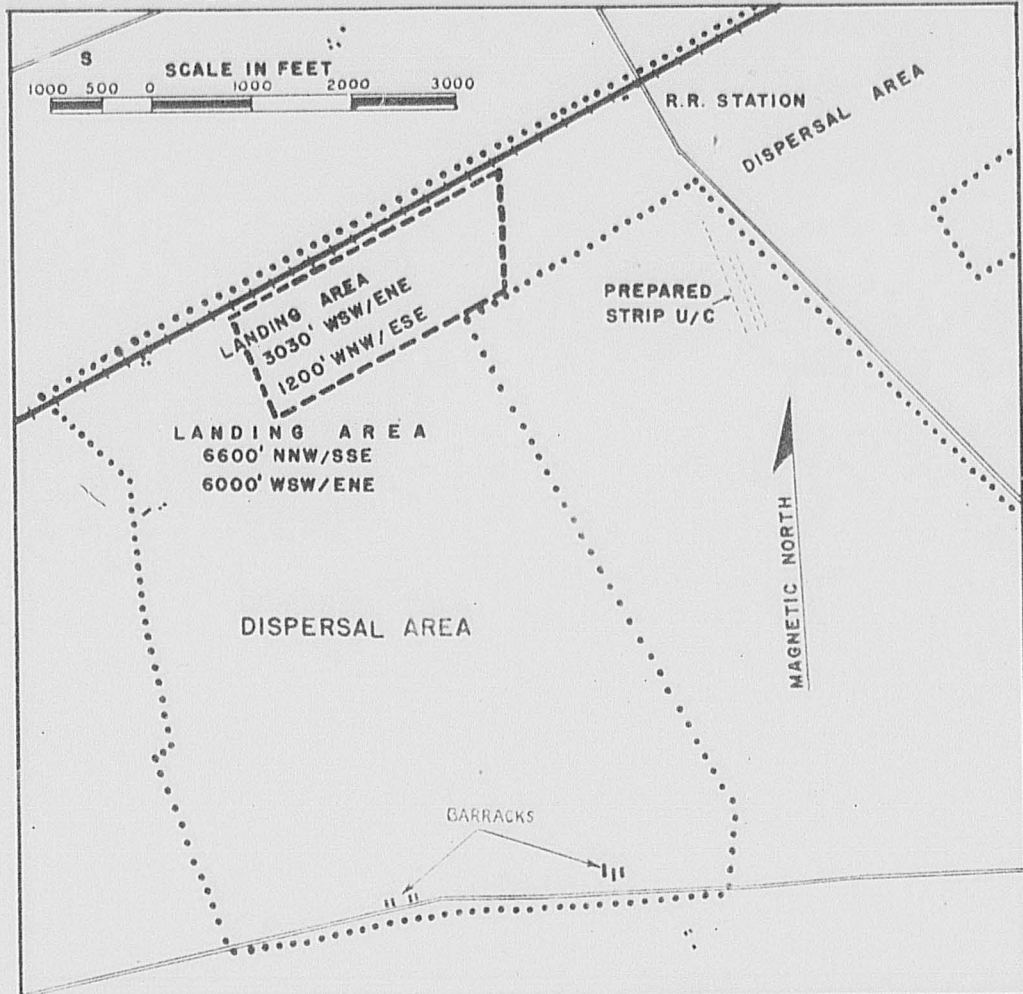 S
SCALE IN FEET
1000 500 0 1000 2000 3000
R.R. STATION
DISPERSAL AREA
LANDING AREA
3030' WSW/ENE
1200' WNW/ESE
PREPARED
STRIP U/C
LANDING AREA
6600' NNW/SSE
6000' WSW/ENE
MAGNETIC NORTH
DISPERSAL AREA
BARRACKS